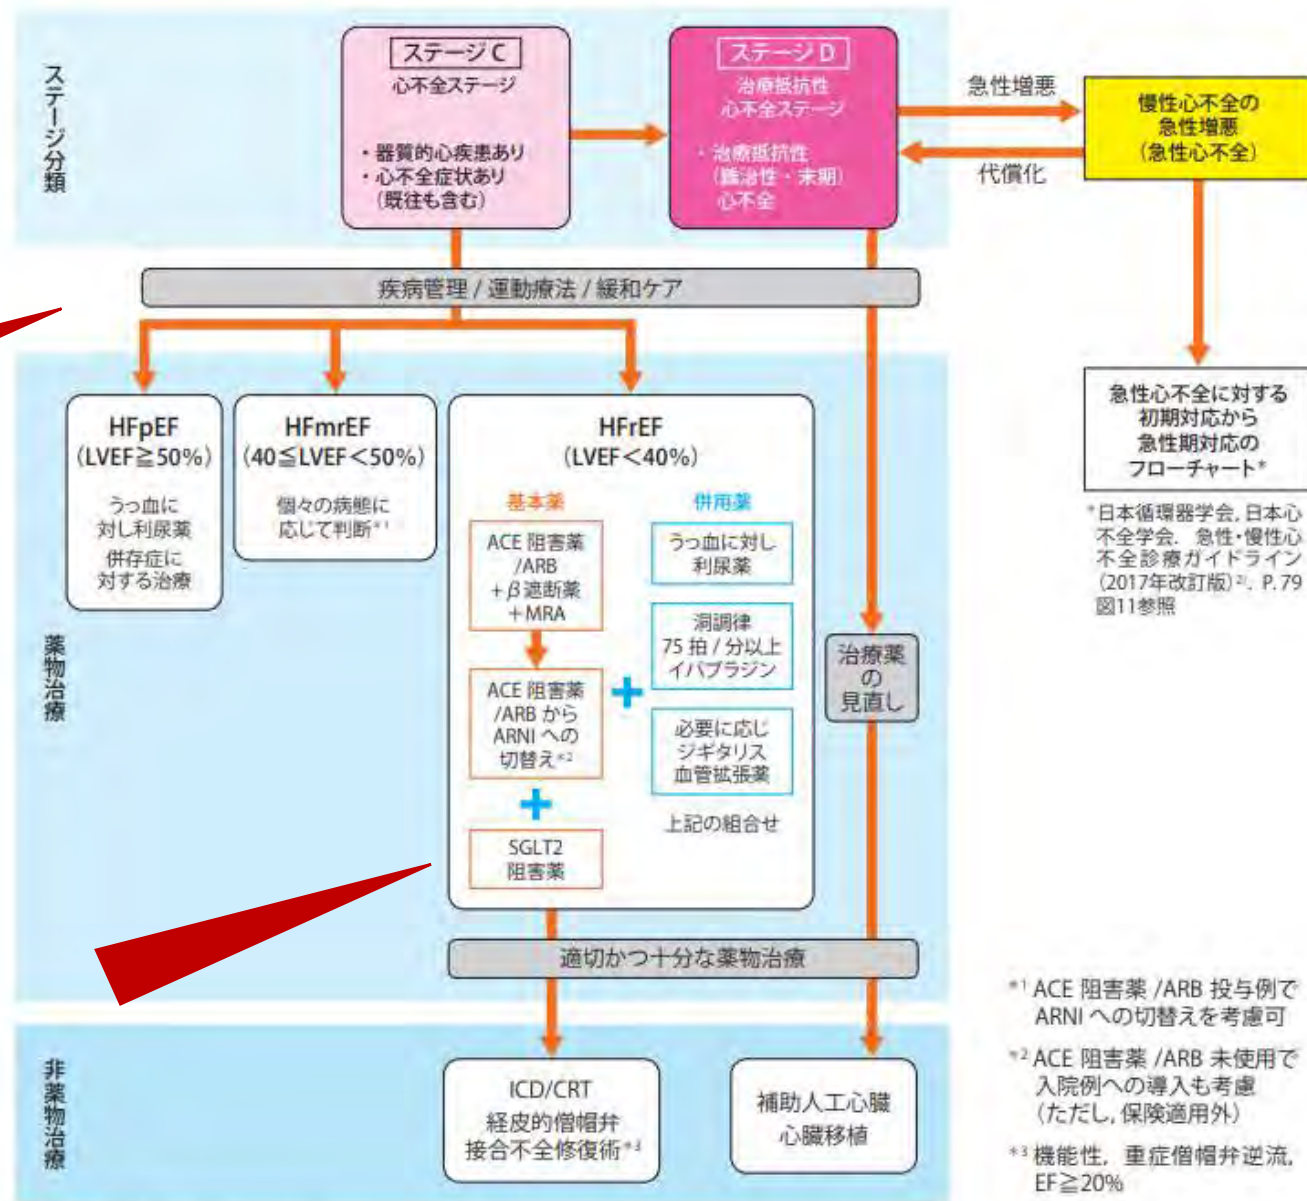 ステージ分類
ステージ C
心不全ステージ
・器質的心疾患あり
・心不全症状あり
(既往も含む)
ステージ D
治療抵抗性
心不全ステージ
・治療抵抗性
(難治性・末期)
心不全
急性増悪
代償化
慢性心不全の
急性増悪
(急性心不全)
疾病管理 / 運動療法 / 緩和ケア
薬物治療
HFpEF
(LVEF≧50%)
うっ血に
対し利尿薬
併存症に
対する治療
HFmrEF
(40≦LVEF<50%)
個々の病態に
応じて判断*1
HFrEF
(LVEF<40%)
基本薬
ACE 阻害薬
/ARB
+β遮断薬
+MRA
ACE 阻害薬
/ARB から
ARNI への
切替え*2
+
SGLT2
阻害薬
+
併用薬
うっ血に対し
利尿薬
洞調律
75 拍 / 分以上
イバブラジン
必要に応じ
ジギタリス
血管拡張薬
上記の組合せ
治療薬
の
見直し
急性心不全に対する
初期対応から
急性期対応の
フローチャート*
*日本循環器学会, 日本心
不全学会. 急性・慢性心
不全診療ガイドライン
(2017年改訂版)2). P. 79
図11参照
適切かつ十分な薬物治療
非薬物治療
ICD/CRT
経皮的僧帽弁
接合不全修復術*3
補助人工心臓
心臓移植
*1 ACE 阻害薬 /ARB 投与例で
ARNI への切替えを考慮可
*2 ACE 阻害薬 /ARB 未使用で
入院例への導入も考慮
(ただし, 保険適用外)
*3 機能性, 重症僧帽弁逆流,
EF≧20%